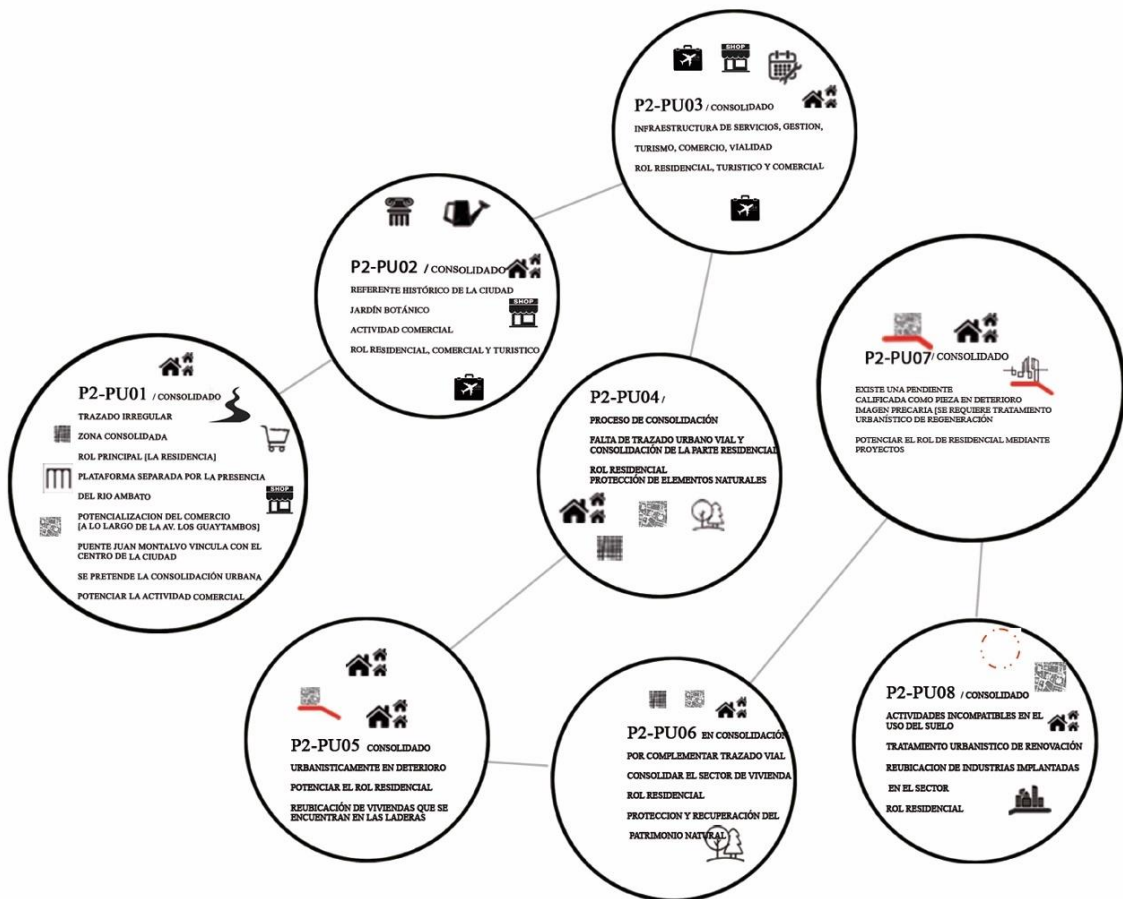 P2-PU01 / CONSOLIDADO
TRAZADO IRREGULAR
ZONA CONSOLIDADA
ROL PRINCIPAL [LA RESIDENCIA]
PLATAFORMA SEPARADA POR LA PRESENCIA
DEL RIO AMBATO
SHOP
POTENCIALIZACION DEL COMERCIO
[A LO LARGO DE LA AV. LOS GUAYTAMBOS]
PUENTE JUAN MONTALVO VINCULA CON EL
CENTRO DE LA CIUDAD
SE PRETENDE LA CONSOLIDACIÓN URBANA
POTENCIAR LA ACTIVIDAD COMERCIAL
P2-PU02 / CONSOLIDADO
REFERENTE HISTÓRICO DE LA CIUDAD
SHOP
JARDÍN BOTÁNICO
ACTIVIDAD COMERCIAL
ROL RESIDENCIAL, COMERCIAL Y TURISTICO
SHOP
P2-PU03 / CONSOLIDADO
INFRAESTRUCTURA DE SERVICIOS, GESTION,
TURISMO, COMERCIO, VIALIDAD
ROL RESIDENCIAL, TURISTICO Y COMERCIAL
P2-PU04 /
PROCESO DE CONSOLIDACIÓN
FALTA DE TRAZADO URBANO VIAL Y
CONSOLIDACIÓN DE LA PARTE RESIDENCIAL
ROL RESIDENCIAL
PROTECCIÓN DE ELEMENTOS NATURALES
P2-PU05 CONSOLIDADO
URBANISTICAMENTE EN DETERIORO
POTENCIAR EL ROL RESIDENCIAL
REUBICACIÓN DE VIVIENDAS QUE SE
ENCUENTRAN EN LAS LADERAS
P2-PU06 EN CONSOLIDACIÓN
POR COMPLEMENTAR TRAZADO VIAL
CONSOLIDAR EL SECTOR DE VIVIENDA
ROL RESIDENCIAL
PROTECCION Y RECUPERACIÓN DEL
PATRIMONIO NATURAL
P2-PU07/ CONSOLIDADO
EXISTE UNA PENDIENTE
CALIFICADA COMO PIEZA EN DETERIORO
IMAGEN PRECARIA [SE REQUIERE TRATAMIENTO
URBANÍSTICO DE REGENERACIÓN
POTENCIAR EL ROL DE RESIDENCIAL MEDIANTE
PROYECTOS
P2-PU08 / CONSOLIDADO
ACTIVIDADES INCOMPATIBLES EN EL
USO DEL SUELO
TRATAMIENTO URBANISTICO DE RENOVACIÓN
REUBICACION DE INDUSTRIAS IMPLANTADAS
EN EL SECTOR
ROL RESIDENCIAL